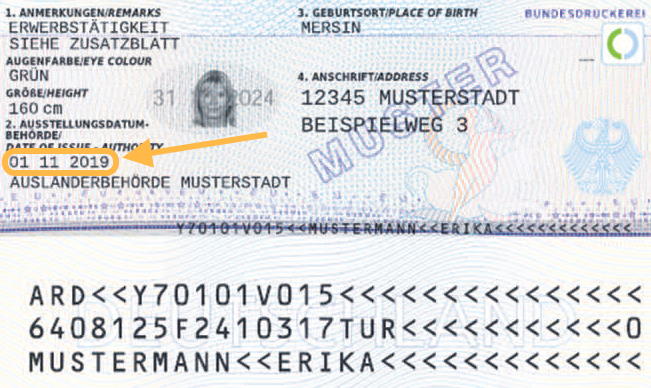 1. ANMERKUNGEN/REMARKS
ERWERBSTÄTIGKEIT
SIEHE ZUSATZBLATT
AUGENFARBE/EYE COLOUR
GRÜN
GRÖßE/HEIGHT
160 cm
2. AUSSTELLUNGSDATUM-
BEHÖRDE/
DATE OF ISSUE - AUTHORITY
01 11 2019
AUSLÄNDERBEHÖRDE MUSTERSTADT
31 2024
3. GEBURTSORT/PLACE OF BIRTH
MERSIN
4. ANSCHRIFT/ADDRESS
12345 MUSTERSTADT
BEISPIELWEG 3
BUNDESDRUCKEREI
MUSTER
Y70101V015<<MUSTERMANN<<ERIKA<<<<<<<<<<<<<
DEUTSCHLAND
ARD<<Y70101V015<<<<<<<<<<<<<<<
6408125F2410317TUR<<<<<<<<<<<0
MUSTERMANN<<ERIKA<<<<<<<<<<<<<